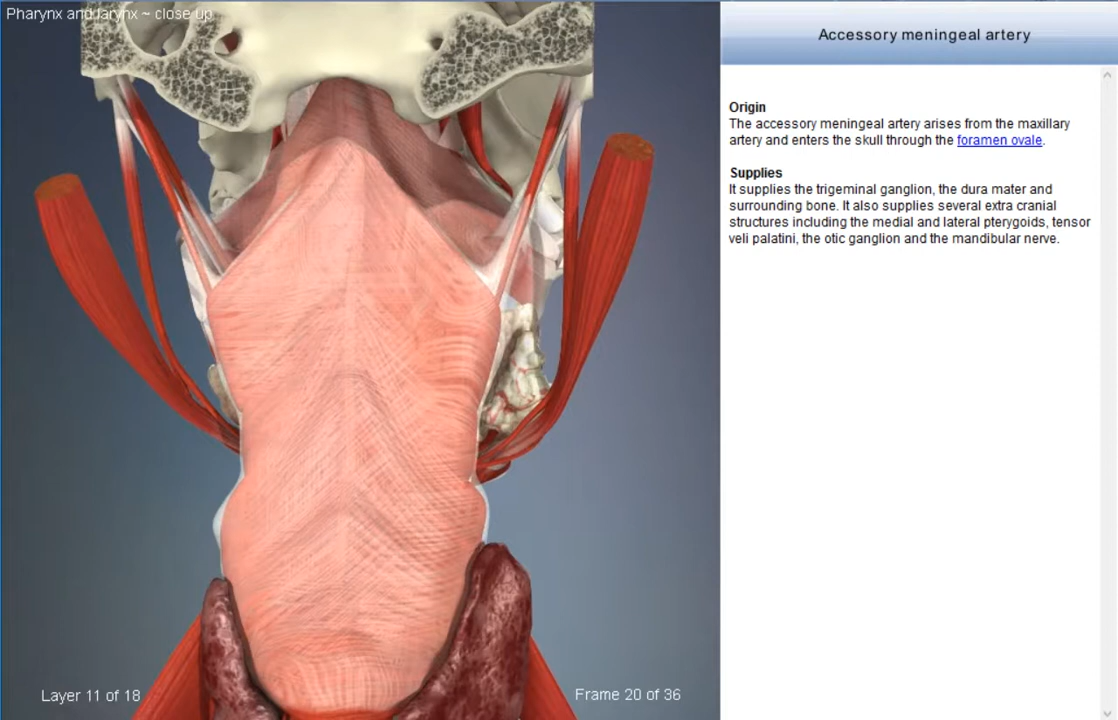 Pharynx and larynx ~ close up
Accessory meningeal artery
Origin
The accessory meningeal artery arises from the maxillary
artery and enters the skull through the foramen ovale.
Supplies
It supplies the trigeminal ganglion, the dura mater and
surrounding bone. It also supplies several extra cranial
structures including the medial and lateral pterygoids, tensor
veli palatini, the otic ganglion and the mandibular nerve.
Layer 11 of 18
Frame 20 of 36